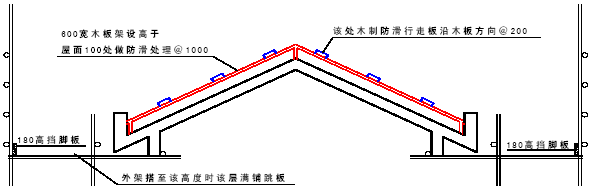 600宽木板架设高于
屋面100处做防滑处理@1000
该处木制防滑行走板沿木板方向@200
180高挡脚板
180高挡脚板
外架搭至该高度时该层满铺跳板